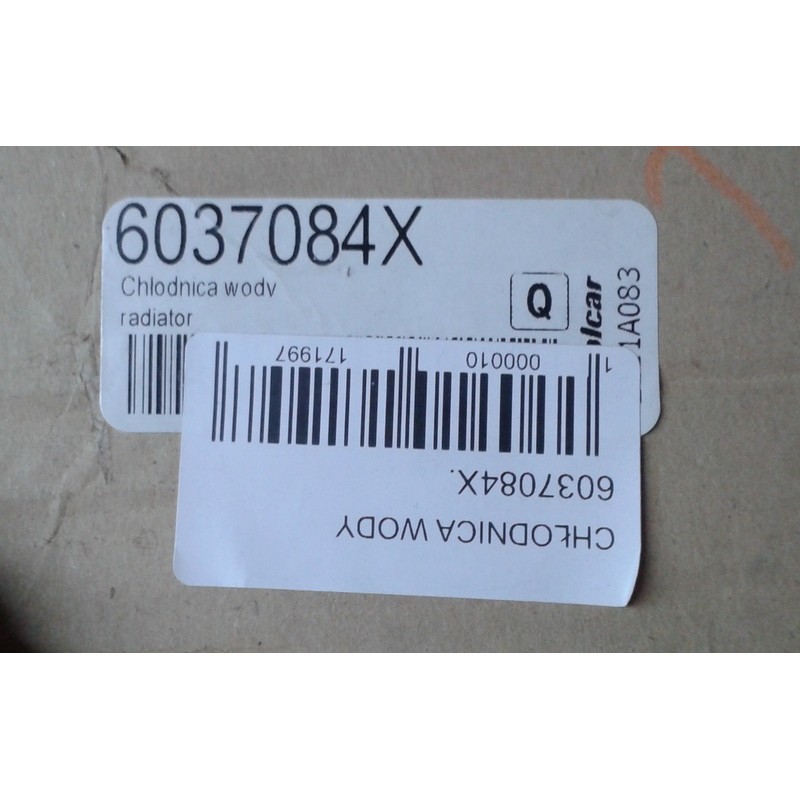 6037084X
Chlodnica wody
radiator
Q
1A083
1 000010 171997
6037084X.
CHŁODNICA WODY